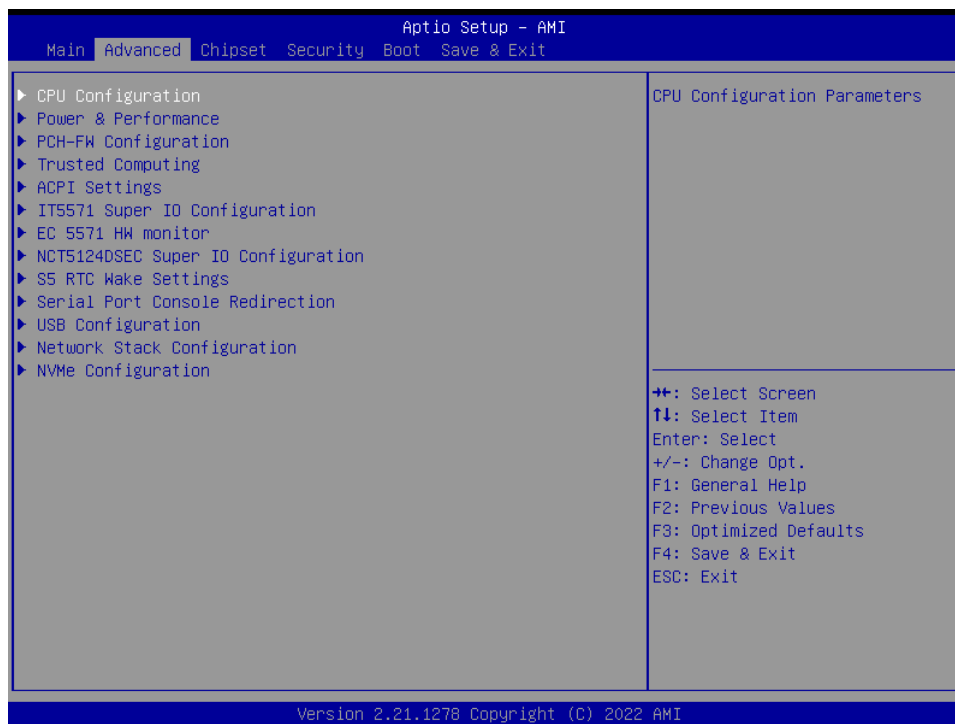 Aptio Setup – AMI
Main Advanced Chipset Security Boot Save & Exit
▶ CPU Configuration
▶ Power & Performance
▶ PCH-FW Configuration
▶ Trusted Computing
▶ ACPI Settings
▶ IT5571 Super IO Configuration
▶ EC 5571 HW monitor
▶ NCT5124DSEC Super IO Configuration
▶ S5 RTC Wake Settings
▶ Serial Port Console Redirection
▶ USB Configuration
▶ Network Stack Configuration
▶ NVMe Configuration
CPU Configuration Parameters
→←: Select Screen
↑↓: Select Item
Enter: Select
+/-: Change Opt.
F1: General Help
F2: Previous Values
F3: Optimized Defaults
F4: Save & Exit
ESC: Exit
Version 2.21.1278 Copyright (C) 2022 AMI